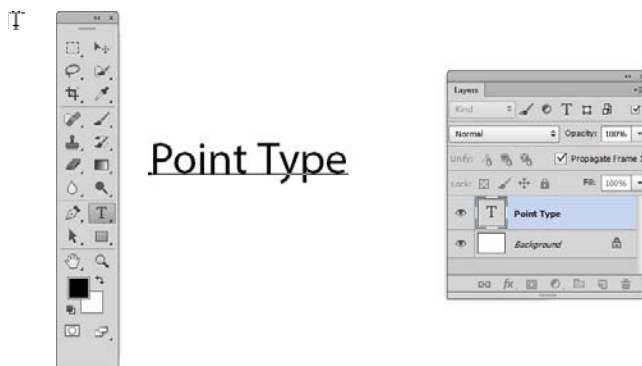 Point Type
Layers
Kind
Normal
Opacity: 100%
Unify:
Propagate Frame 1
Lock:
Fill: 100%
T Point Type
Background